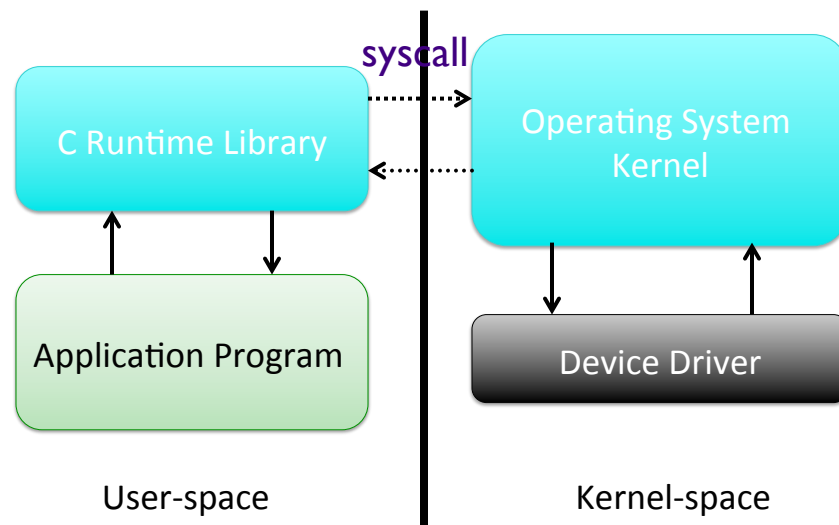 syscall
C Runtime Library
Operating System
Kernel
Application Program
Device Driver
User-space
Kernel-space